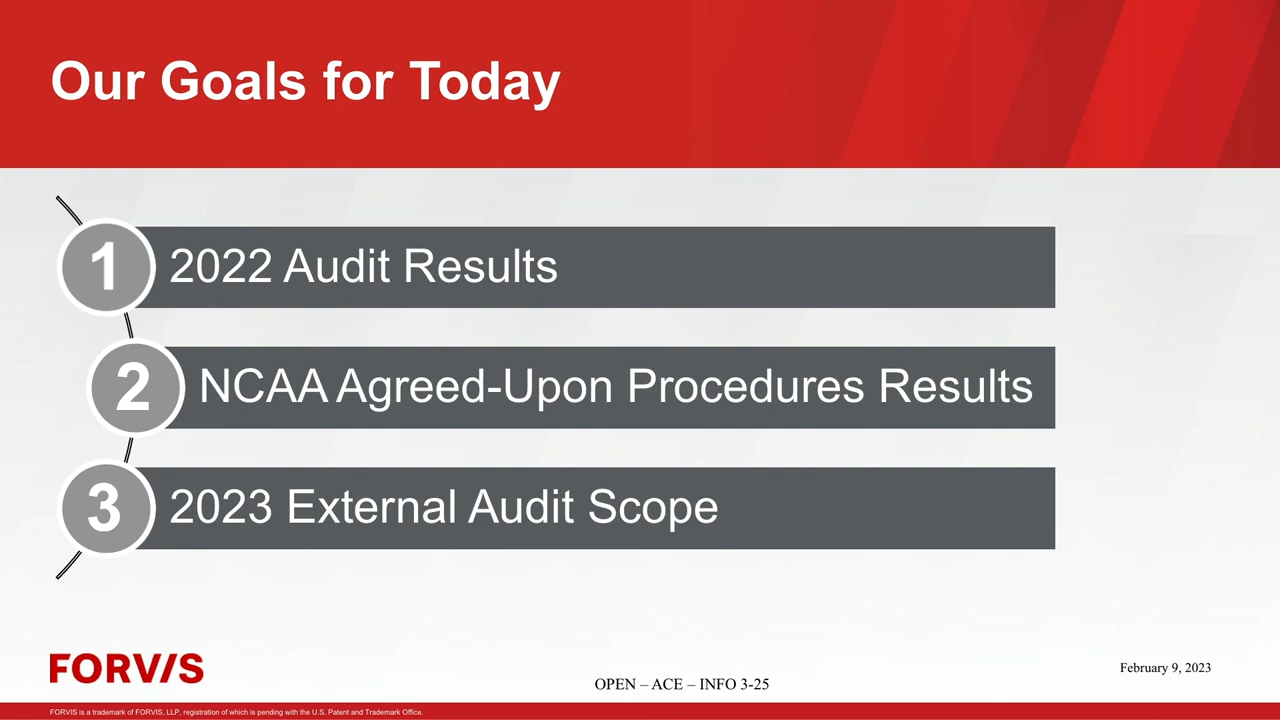 Our Goals for Today
1
2022 Audit Results
2
NCAA Agreed-Upon Procedures Results
3
2023 External Audit Scope
FORVIS
February 9, 2023
OPEN – ACE – INFO 3-25
FORVIS is a trademark of FORVIS, LLP, registration of which is pending with the U.S. Patent and Trademark Office.